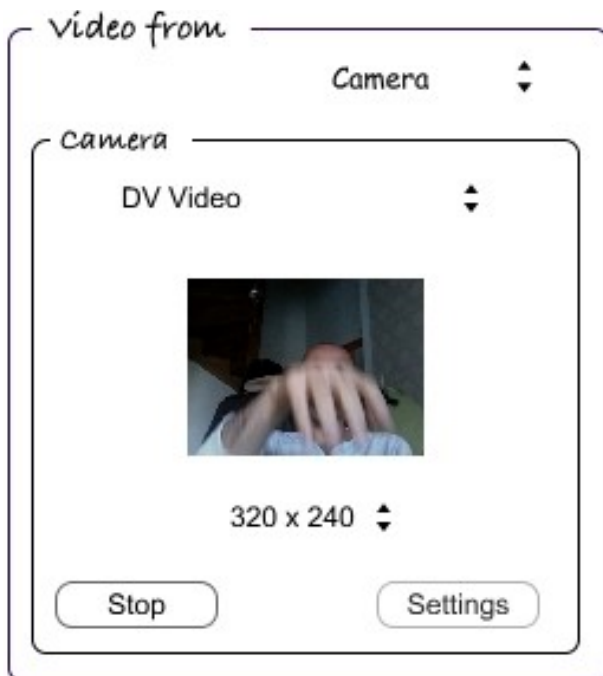 Video from
Camera
Camera
DV Video
320 x 240
Stop
Settings